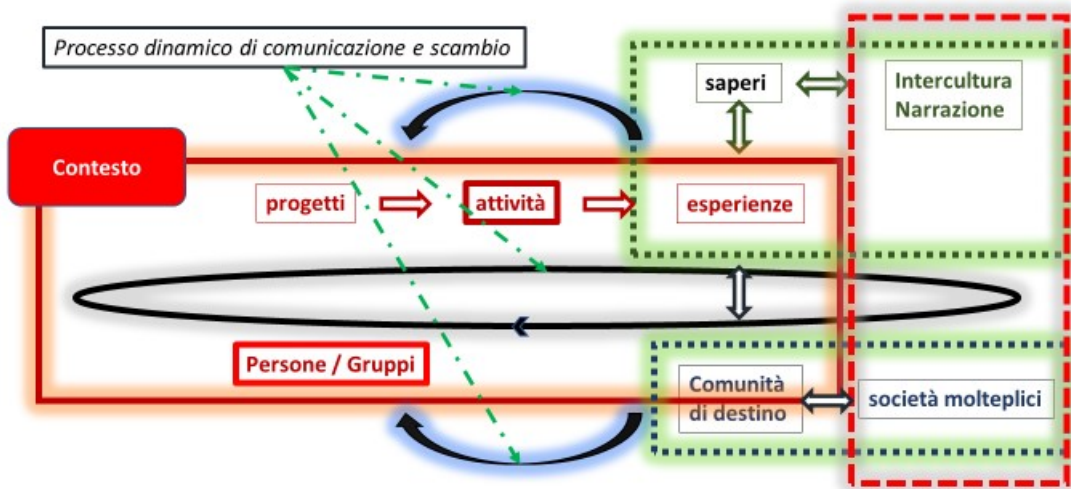 Processo dinamico di comunicazione e scambio
saperi
Intercultura
Narrazione
Contesto
progetti
attività
esperienze
Persone / Gruppi
Comunità
di destino
società molteplici